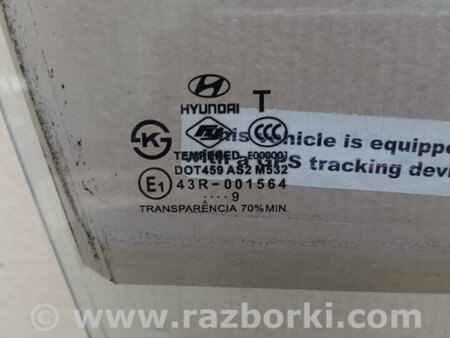 HYUNDAI T
This vehicle is equippe
TEMPERED E000001
with a GPS tracking devi
DOT459 AS2 M532
E1 43R-001564
.... 9
TRANSPARÊNCIA 70% MIN.
www.razborki.com